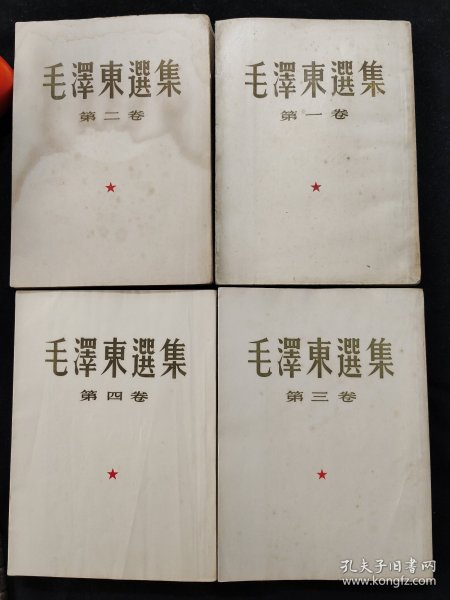 毛澤東選集
第二卷
毛澤東選集
第一卷
毛澤東選集
第四卷
毛澤東選集
第三卷
孔夫子旧书网
www.kongfz.com